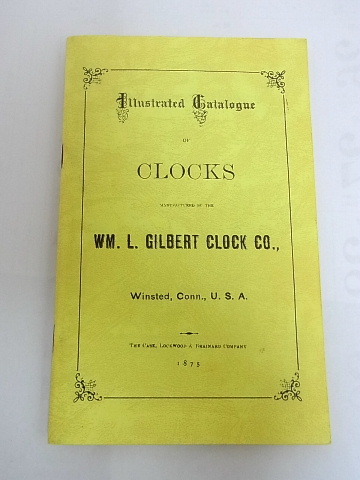 Illustrated Catalogue
OF
CLOCKS
MANUFACTURED BY THE
WM. L. GILBERT CLOCK CO.,
Winsted, Conn., U. S. A.
THE CASE, LOCKWOOD & BRAINARD COMPANY
1875